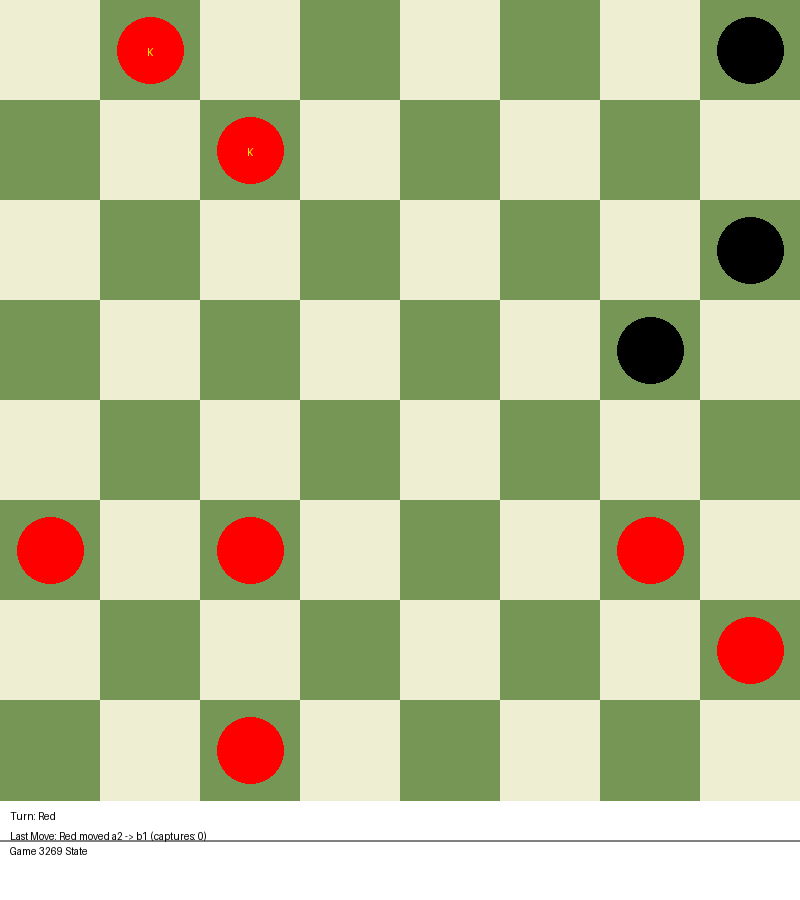 K
K
Turn: Red
Last Move: Red moved a2 -> b1 (captures: 0)
Game 3269 State